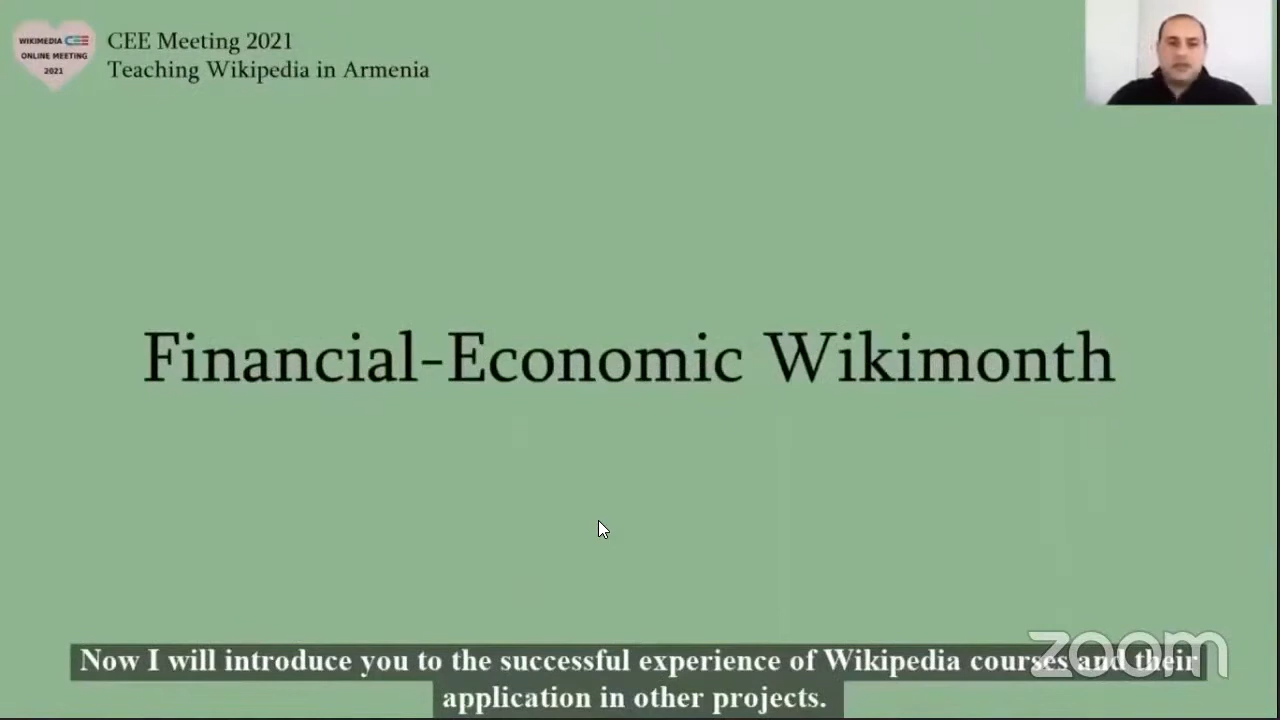 WIKIMEDIA CEE
ONLINE MEETING
2021
CEE Meeting 2021
Teaching Wikipedia in Armenia
Financial-Economic Wikimonth
zoom
Now I will introduce you to the successful experience of Wikipedia courses and their
application in other projects.